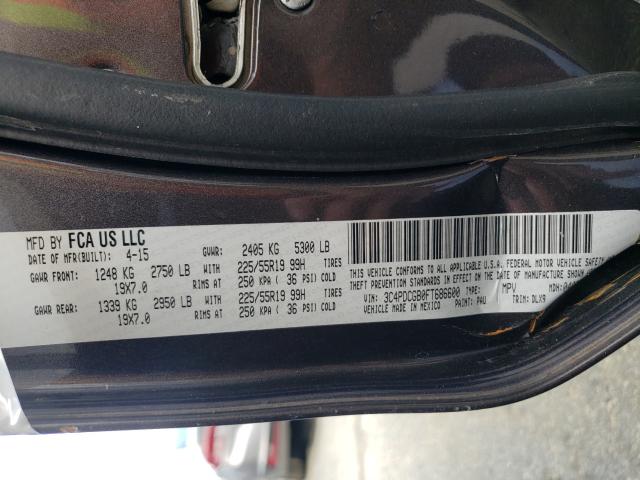 MFD BY FCA US LLC
DATE OF MFR(BUILT): 4-15 GVWR: 2405 KG 5300 LB
GAWR FRONT: 1248 KG 2750 LB WITH 225/55R19 99H TIRES
19X7.0 RIMS AT 250 KPA ( 36 PSI) COLD
GAWR REAR: 1339 KG 2950 LB WITH 225/55R19 99H TIRES
19X7.0 RIMS AT 250 KPA ( 36 PSI) COLD
THIS VEHICLE CONFORMS TO ALL APPLICABLE U.S.A. FEDERAL MOTOR VEHICLE SAFETY
THEFT PREVENTION STANDARDS IN EFFECT ON THE DATE OF MANUFACTURE SHOWN
VIN: 3C4PDCGB0FT686600 TYPE: MPV MDH:
VEHICLE MADE IN MEXICO PAINT: PAU TRIM: DLX9